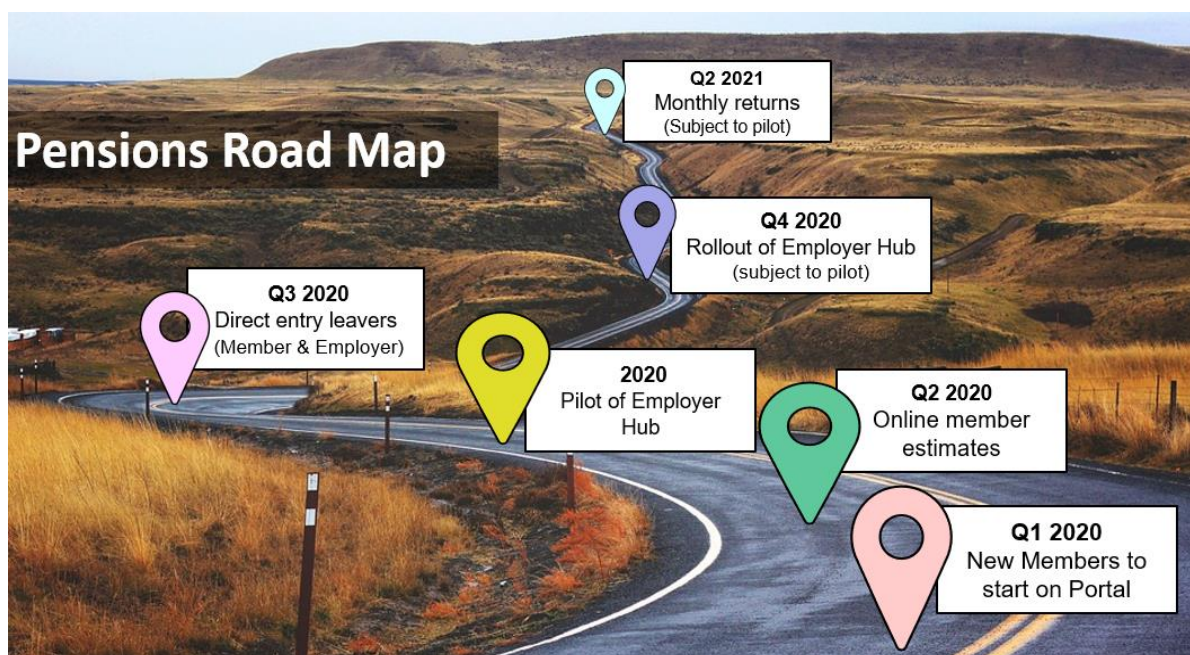 Pensions Road Map
Q2 2021
Monthly returns
(Subject to pilot)
Q4 2020
Rollout of Employer Hub
(subject to pilot)
Q3 2020
Direct entry leavers
(Member & Employer)
2020
Pilot of Employer
Hub
Q2 2020
Online member
estimates
Q1 2020
New Members to
start on Portal